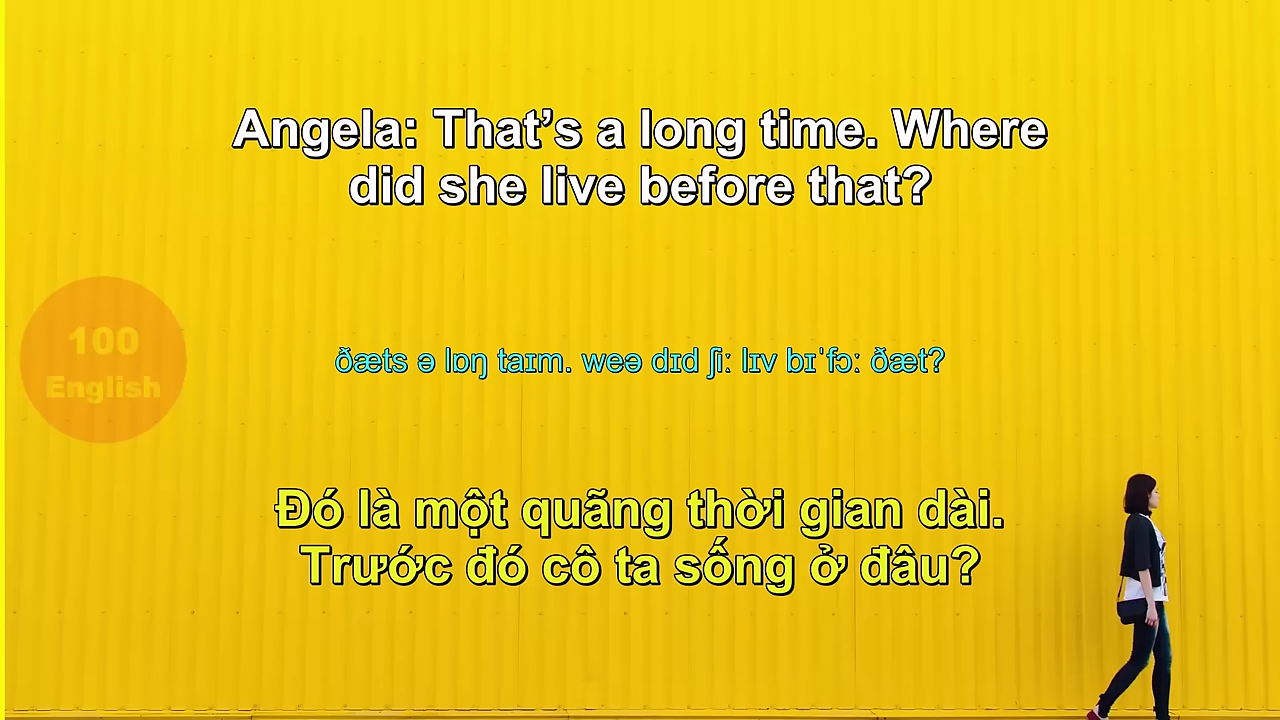 Angela: That’s a long time. Where
did she live before that?
100
English
ðæts ə lɒŋ taɪm. weə dɪd ʃiː lɪv bɪˈfɔː ðæt?
Đó là một quãng thời gian dài.
Trước đó cô ta sống ở đâu?